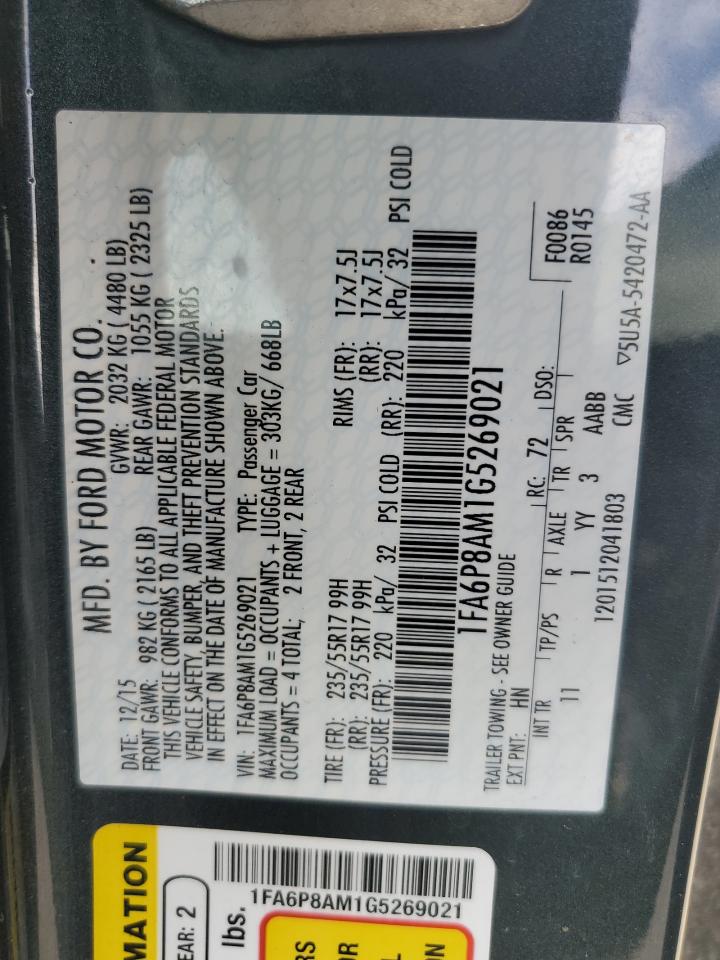 MFD. BY FORD MOTOR CO.
DATE: 12/15 GVWR: 2032 KG ( 4480 LB)
FRONT GAWR: 982 KG ( 2165 LB) REAR GAWR: 1055 KG ( 2325 LB)
THIS VEHICLE CONFORMS TO ALL APPLICABLE FEDERAL MOTOR
VEHICLE SAFETY, BUMPER, AND THEFT PREVENTION STANDARDS
IN EFFECT ON THE DATE OF MANUFACTURE SHOWN ABOVE.
VIN: 1FA6P8AM1G5269021 TYPE: Passenger Car
MAXIMUM LOAD = OCCUPANTS + LUGGAGE = 303KG/ 668LB
OCCUPANTS = 4 TOTAL; 2 FRONT, 2 REAR
TIRE (FR): 235/55R17 99H RIMS (FR): 17x7.5J
(RR): 235/55R17 99H (RR): 17x7.5J
PRESSURE (FR): 220 kPa/ 32 PSI COLD (RR): 220 kPa/ 32 PSI COLD
1FA6P8AM1G5269021
TRAILER TOWING - SEE OWNER GUIDE
EXT PNT: HN RC: 72 DSO: F0086
R0145
INT TR TP/PS R AXLE TR SPR
11 1 YY 3 AABB
1201512041803 CMC ▽5U5A-5420472-AA
MATION
EAR: 2
lbs.
1FA6P8AM1G5269021
RS
OR
L
ON